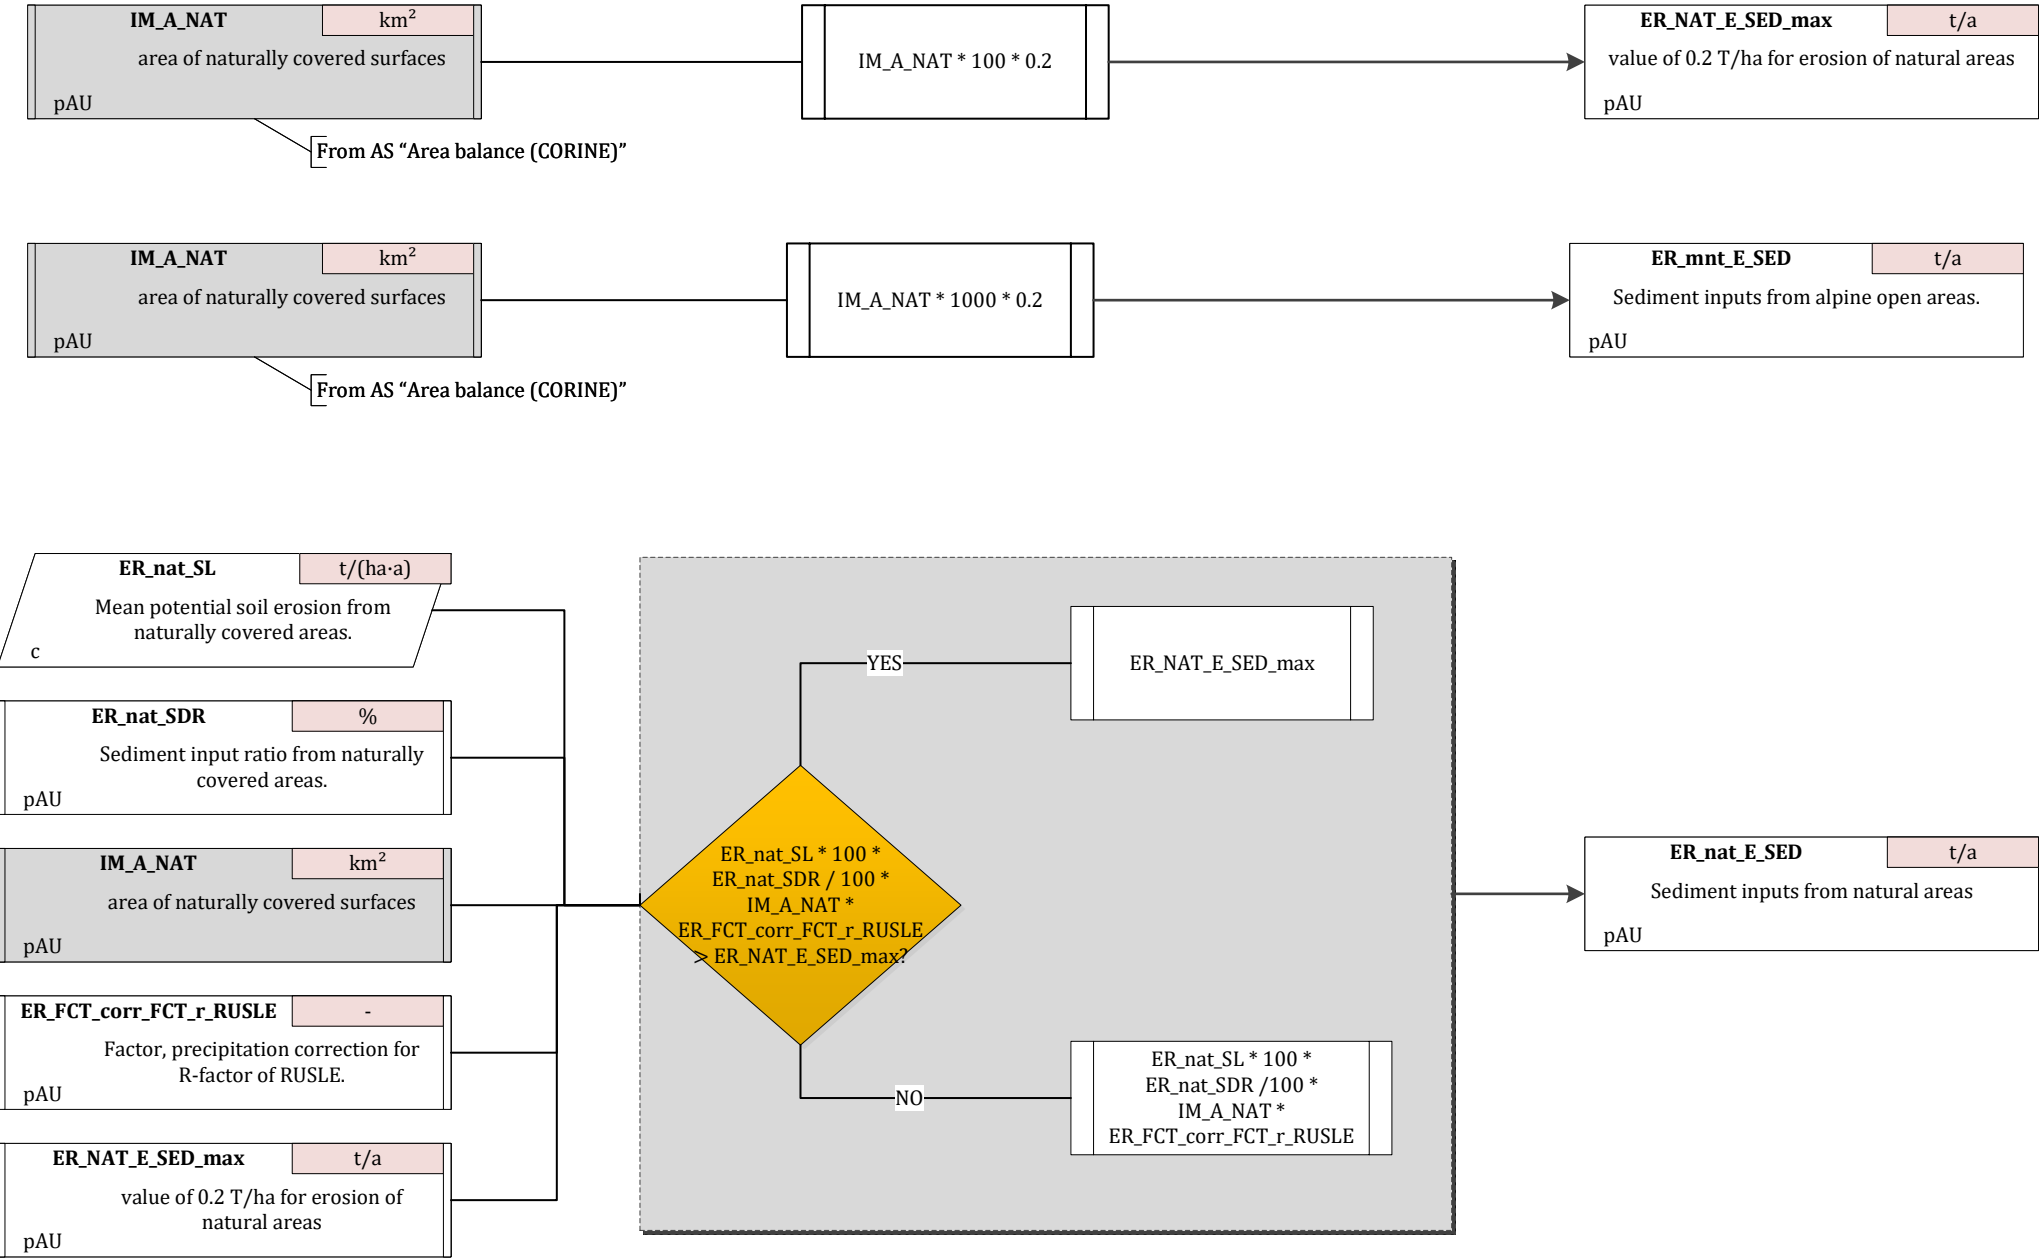 IM_A_NAT
km²
area of naturally covered surfaces
pAU
From AS “Area balance (CORINE)”
IM_A_NAT * 100 * 0.2
ER_NAT_E_SED_max
t/a
value of 0.2 T/ha for erosion of natural areas
pAU
IM_A_NAT
km²
area of naturally covered surfaces
pAU
From AS “Area balance (CORINE)”
IM_A_NAT * 1000 * 0.2
ER_mnt_E_SED
t/a
Sediment inputs from alpine open areas.
pAU
ER_nat_SL
t/(ha·a)
Mean potential soil erosion from
naturally covered areas.
c
ER_nat_SDR
%
Sediment input ratio from naturally
covered areas.
pAU
IM_A_NAT
km²
area of naturally covered surfaces
pAU
ER_FCT_corr_FCT_r_RUSLE
-
Factor, precipitation correction for
R-factor of RUSLE.
pAU
ER_NAT_E_SED_max
t/a
value of 0.2 T/ha for erosion of
natural areas
pAU
ER_nat_SL * 100 *
ER_nat_SDR / 100 *
IM_A_NAT *
ER_FCT_corr_FCT_r_RUSLE
> ER_NAT_E_SED_max?
YES
ER_NAT_E_SED_max
NO
ER_nat_SL * 100 *
ER_nat_SDR /100 *
IM_A_NAT *
ER_FCT_corr_FCT_r_RUSLE
ER_nat_E_SED
t/a
Sediment inputs from natural areas
pAU